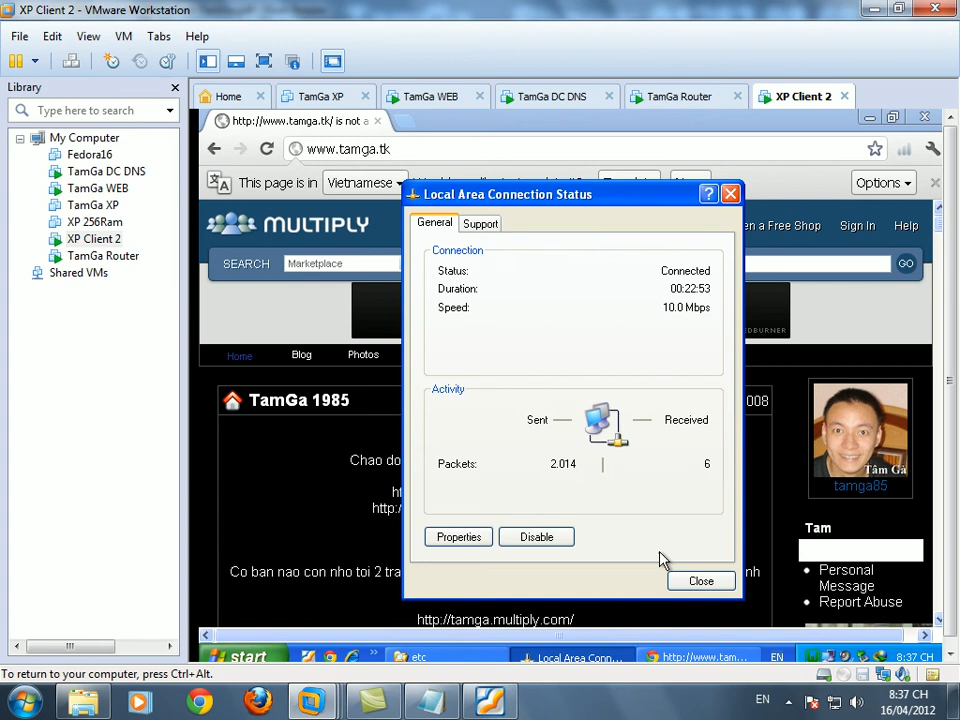 XP Client 2 - VMware Workstation
File Edit View VM Tabs Help
Library
Type here to search
My Computer
Fedora16
TamGa DC DNS
TamGa WEB
TamGa XP
XP 256Ram
XP Client 2
TamGa Router
Shared VMs
Home TamGa XP TamGa WEB TamGa DC DNS TamGa Router XP Client 2
http://www.tamga.tk/ is not a
www.tamga.tk
This page is in Vietnamese Options
MULTIPLY en a Free Shop Sign In Help
SEARCH Marketplace GO
EEDBURNER
Home Blog Photos
TamGa 1985 008
Chao do
http:/
Co ban nao con nho toi 2 tra nh
http://tamga.multiply.com/
Tâm Gà
tamga85
Tam
Personal
Message
Report Abuse
Local Area Connection Status
General Support
Connection
Status: Connected
Duration: 00:22:53
Speed: 10.0 Mbps
Activity
Sent Received
Packets: 2.014 6
Properties Disable
Close
start etc Local Area Conn... http://www.tam... EN 8:37 CH
To return to your computer, press Ctrl+Alt.
EN 8:37 CH
16/04/2012